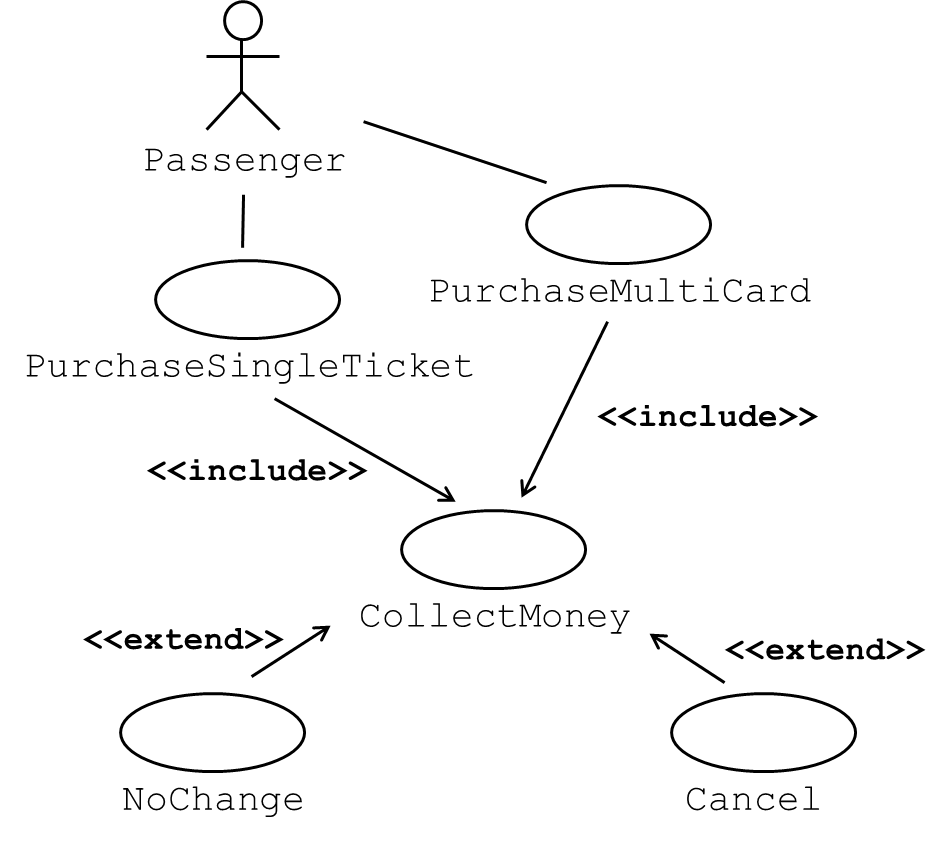 Passenger
PurchaseMultiCard
PurchaseSingleTicket
<<include>>
<<include>>
CollectMoney
<<extend>>
<<extend>>
NoChange
Cancel